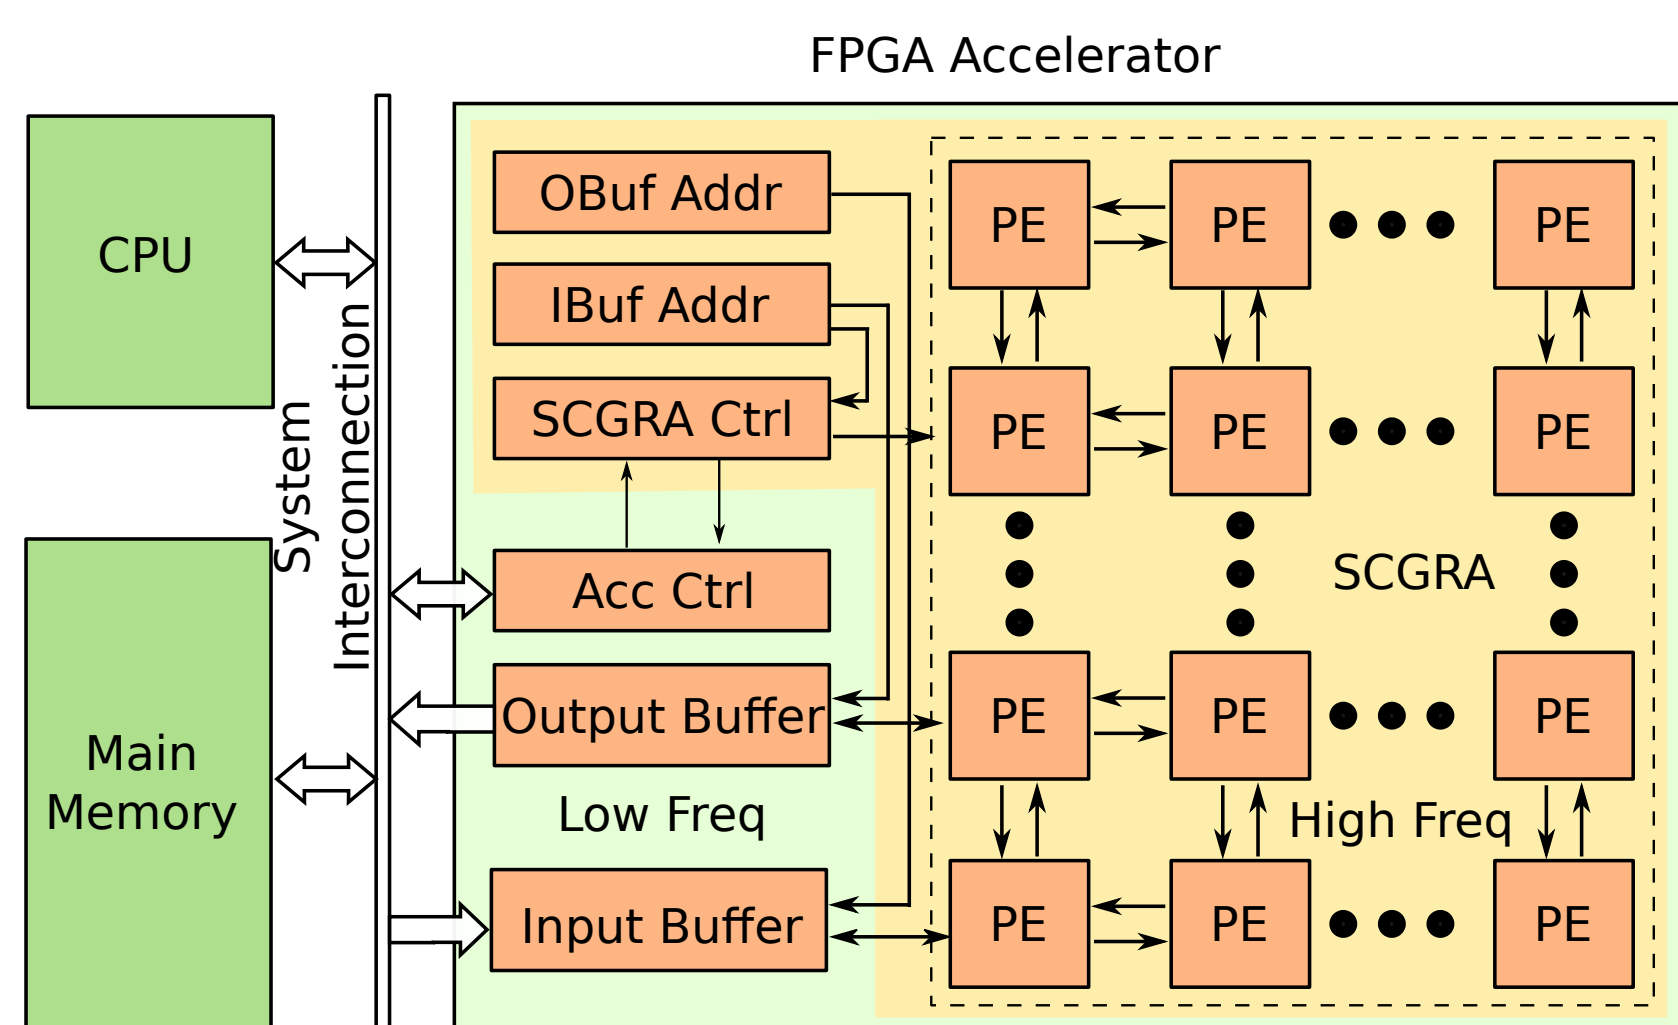 FPGA Accelerator
CPU
System
Interconnection
Main
Memory
OBuf Addr
IBuf Addr
SCGRA Ctrl
Acc Ctrl
Output Buffer
Low Freq
Input Buffer
PE
PE
PE
PE
PE
PE
SCGRA
PE
PE
PE
High Freq
PE
PE
PE